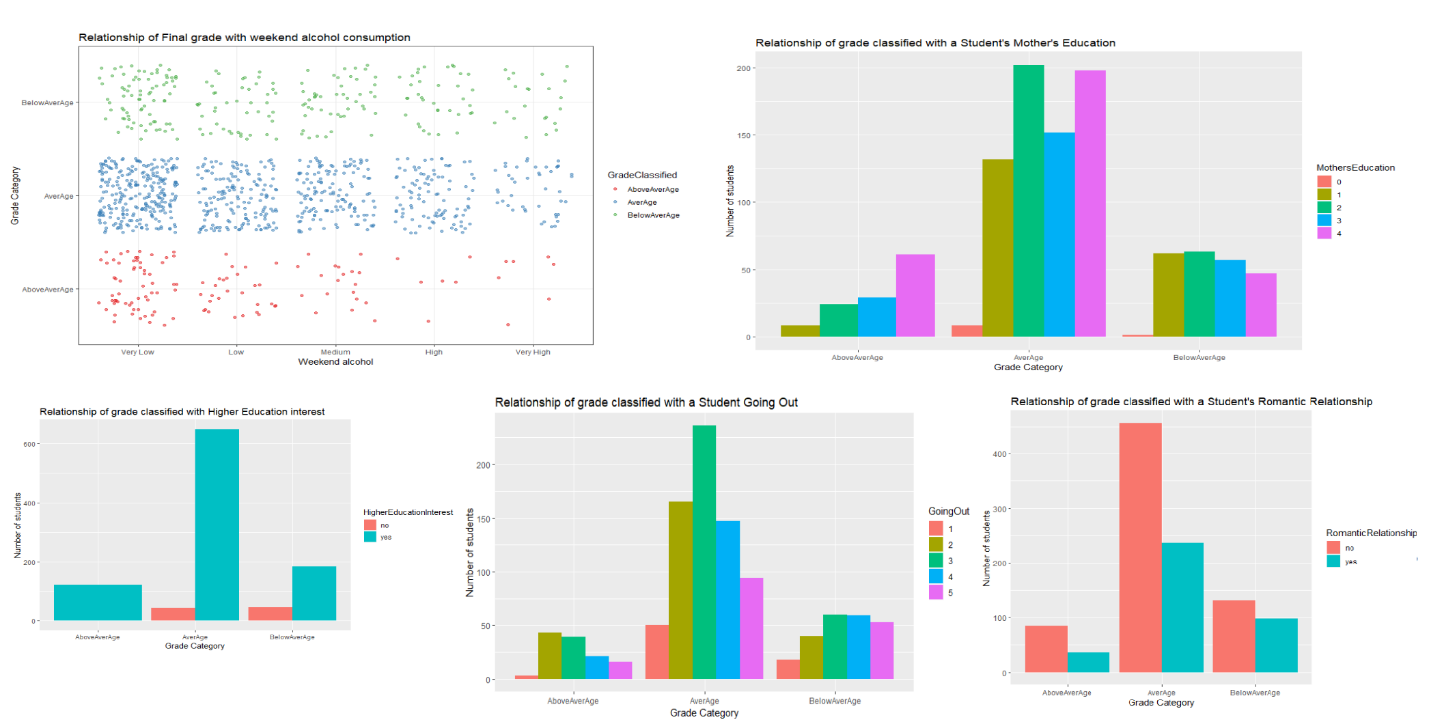 Relationship of Final grade with weekend alcohol consumption
BelowAverAge
AverAge
AboveAverAge
Grade Category
Very Low
Low
Medium
High
Very High
Weekend alcohol
GradeClassified
AboveAverAge
AverAge
BelowAverAge
Relationship of grade classified with a Student's Mother's Education
200
150
100
50
0
Number of students
AboveAverAge
AverAge
BelowAverAge
Grade Category
MothersEducation
0
1
2
3
4
Relationship of grade classified with Higher Education interest
600
400
200
0
Number of students
AboveAverAge
AverAge
BelowAverAge
Grade Category
HigherEducationInterest
no
yes
Relationship of grade classified with a Student Going Out
200
150
100
50
0
Number of students
AboveAverAge
AverAge
BelowAverAge
Grade Category
GoingOut
1
2
3
4
5
Relationship of grade classified with a Student's Romantic Relationship
400
300
200
100
0
Number of students
AboveAverAge
AverAge
BelowAverAge
Grade Category
RomanticRelationship
no
yes